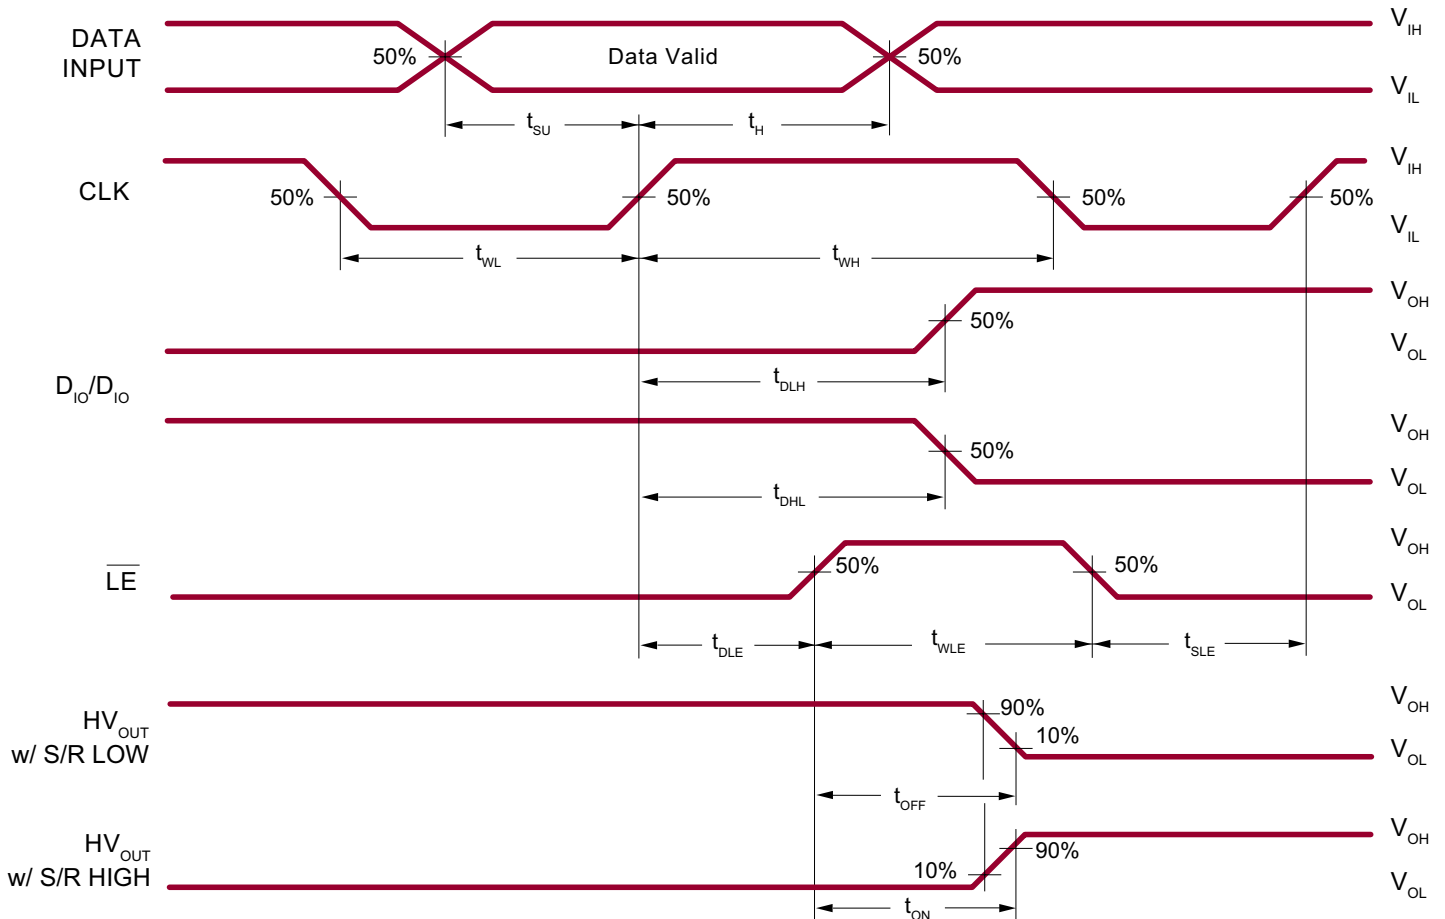 DATA INPUT
50%
Data Valid
50%
V_IH
V_IL
t_SU
t_H
CLK
50%
50%
50%
50%
V_IH
V_IL
t_WL
t_WH
V_OH
50%
V_OL
t_DLH
D_IO/D_IO
V_OH
50%
V_OL
t_DHL
V_OH
LE
50%
50%
V_OL
t_DLE
t_WLE
t_SLE
HV_OUT
w/ S/R LOW
90%
10%
V_OH
V_OL
t_OFF
HV_OUT
w/ S/R HIGH
10%
90%
V_OH
V_OL
t_ON